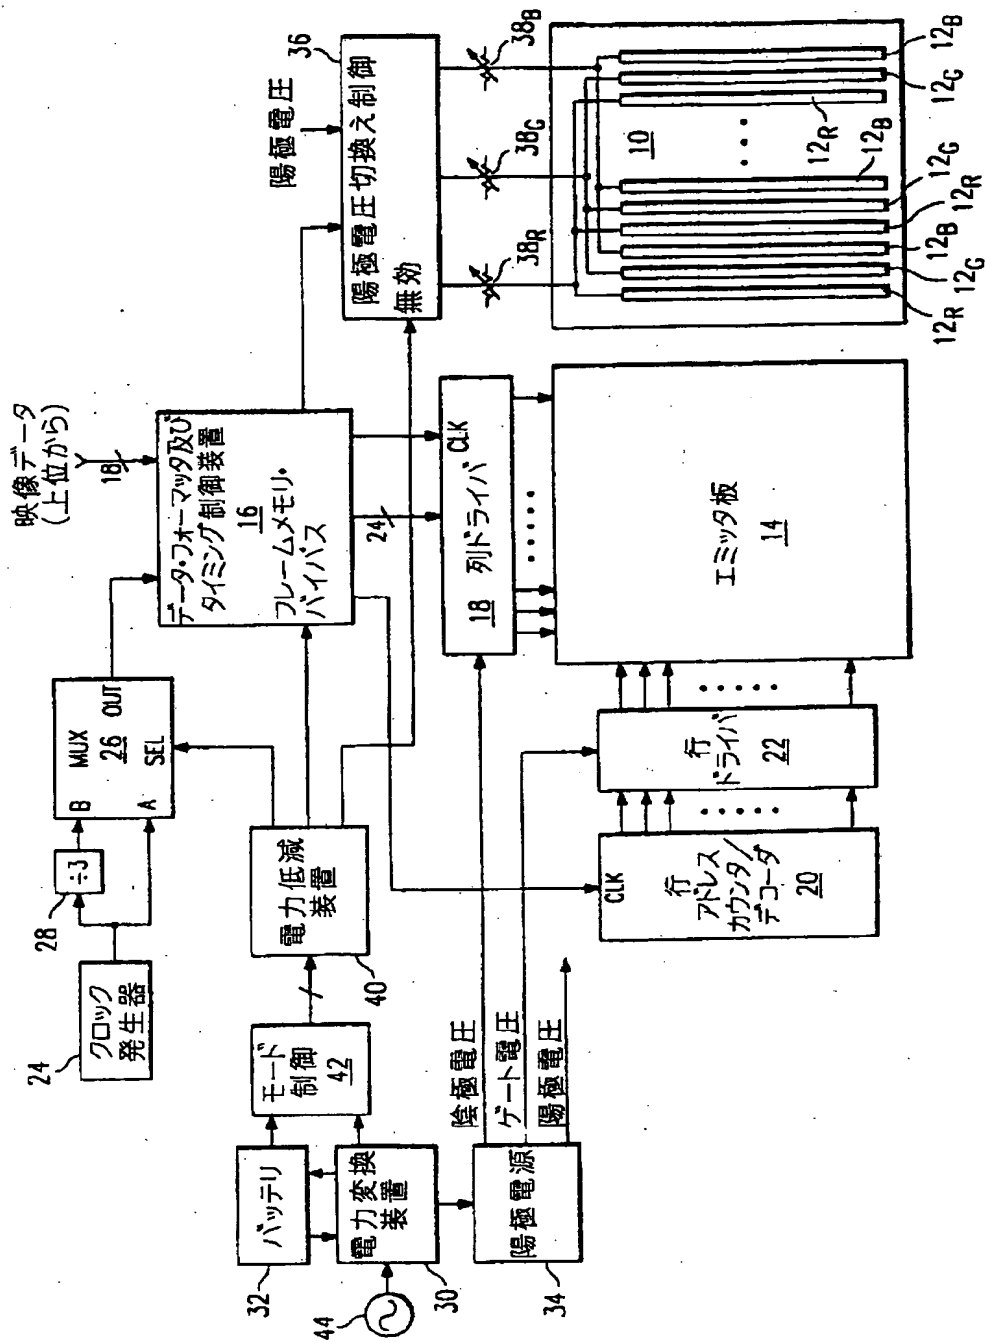 44
32
バッテリ
30
電力変換
装置
34
陽極電源
陰極電圧
ゲート電圧
陽極電圧
モード
制御
42
24
クロック
発生器
28
÷3
B
A
MUX
26
SEL
OUT
40
電力低減
装置
映像データ
(上位から)
18
データ・フォーマッタ及び
タイミング制御装置
16
フレームメモリ・
バイパス
24
18
列ドライバ
CLK
CLK
行
アドレス
カウンタ/
デコーダ
20
行
ドライバ
22
エミッタ板
14
陽極電圧
36
陽極電圧切換え制御
無効
38R
38G
38B
10
12R
12G
12B
12R
12G
12B
12R
12G
12B